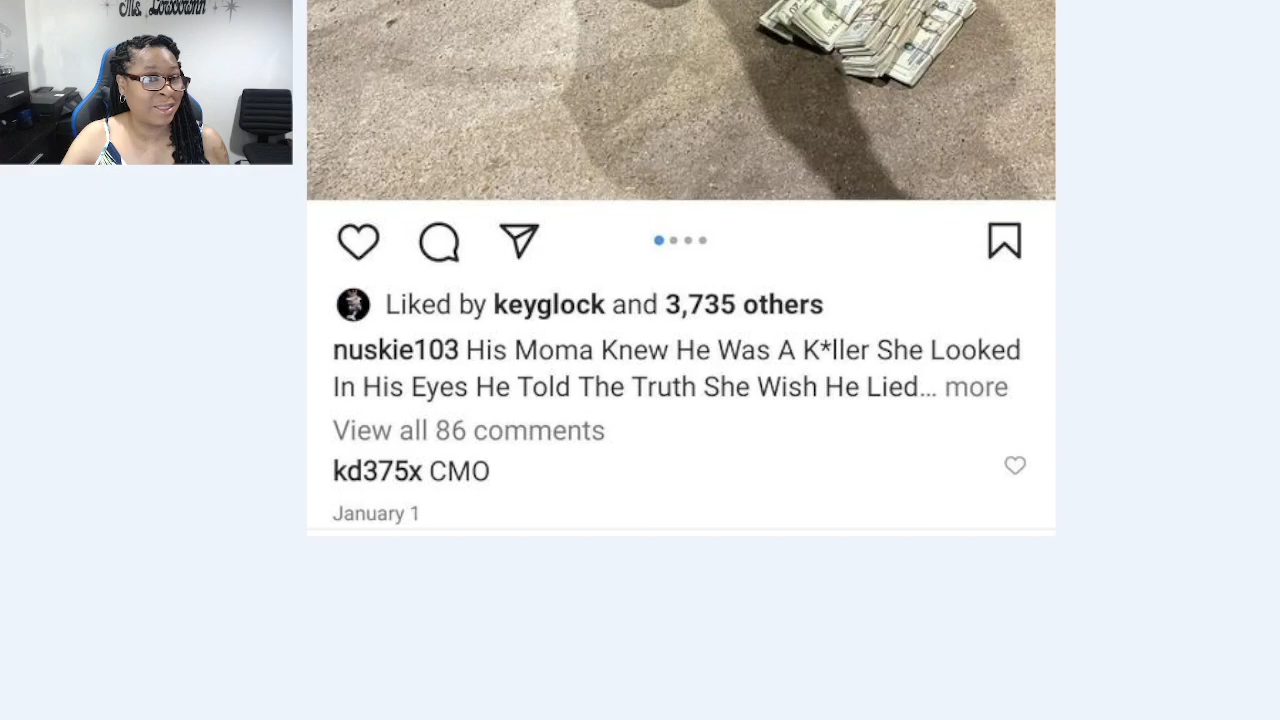 Ms. Lowdownn
Liked by keyglock and 3,735 others
nuskie103 His Moma Knew He Was A K*ller She Looked
In His Eyes He Told The Truth She Wish He Lied... more
View all 86 comments
kd375x CMO
January 1